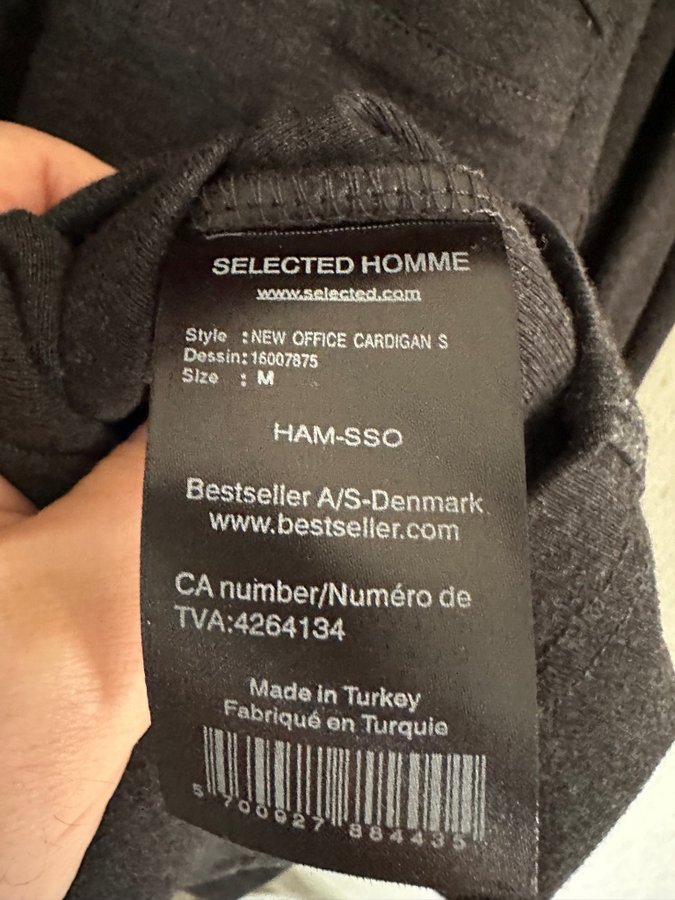 SELECTED HOMME
www.selected.com
Style :NEW OFFICE CARDIGAN S
Dessin:16007875
Size : M
HAM-SSO
Bestseller A/S-Denmark
www.bestseller.com
CA number/Numéro de
TVA:4264134
Made in Turkey
Fabriqué en Turquie
5 700927 884435